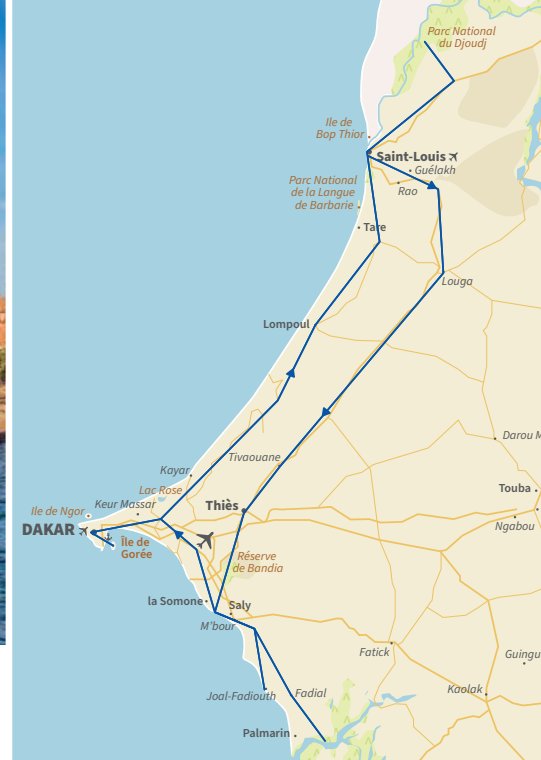 Parc National
du Djoudj
Ile de
Bop Thior
Saint-Louis
Guélakh
Parc National
de la Langue
de Barbarie
Rao
Tare
Louga
Lompoul
Darou M
Tivaouane
Kayar
Touba
Lac Rose
Keur Massar
Thiès
Ile de Ngor
Ngabou
DAKAR
Île de
Gorée
Réserve
de Bandia
la Somone
Saly
M'bour
Fatick
Guingu
Kaolak
Joal-Fadiouth
Fadial
Palmarin